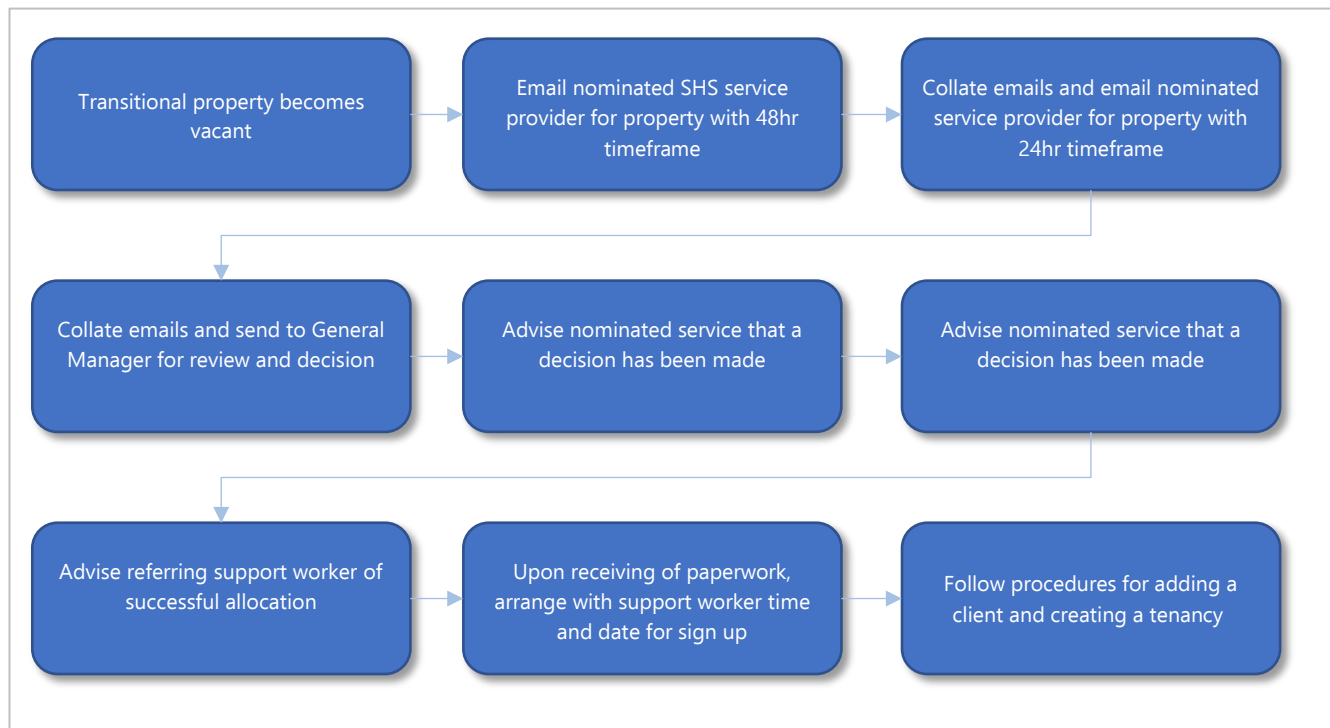 Transitional property becomes
vacant
Email nominated SHS service
provider for property with 48hr
timeframe
Collate emails and email nominated
service provider for property with
24hr timeframe
Collate emails and send to General
Manager for review and decision
Advise nominated service that a
decision has been made
Advise nominated service that a
decision has been made
Advise referring support worker of
successful allocation
Upon receiving of paperwork,
arrange with support worker time
and date for sign up
Follow procedures for adding a
client and creating a tenancy